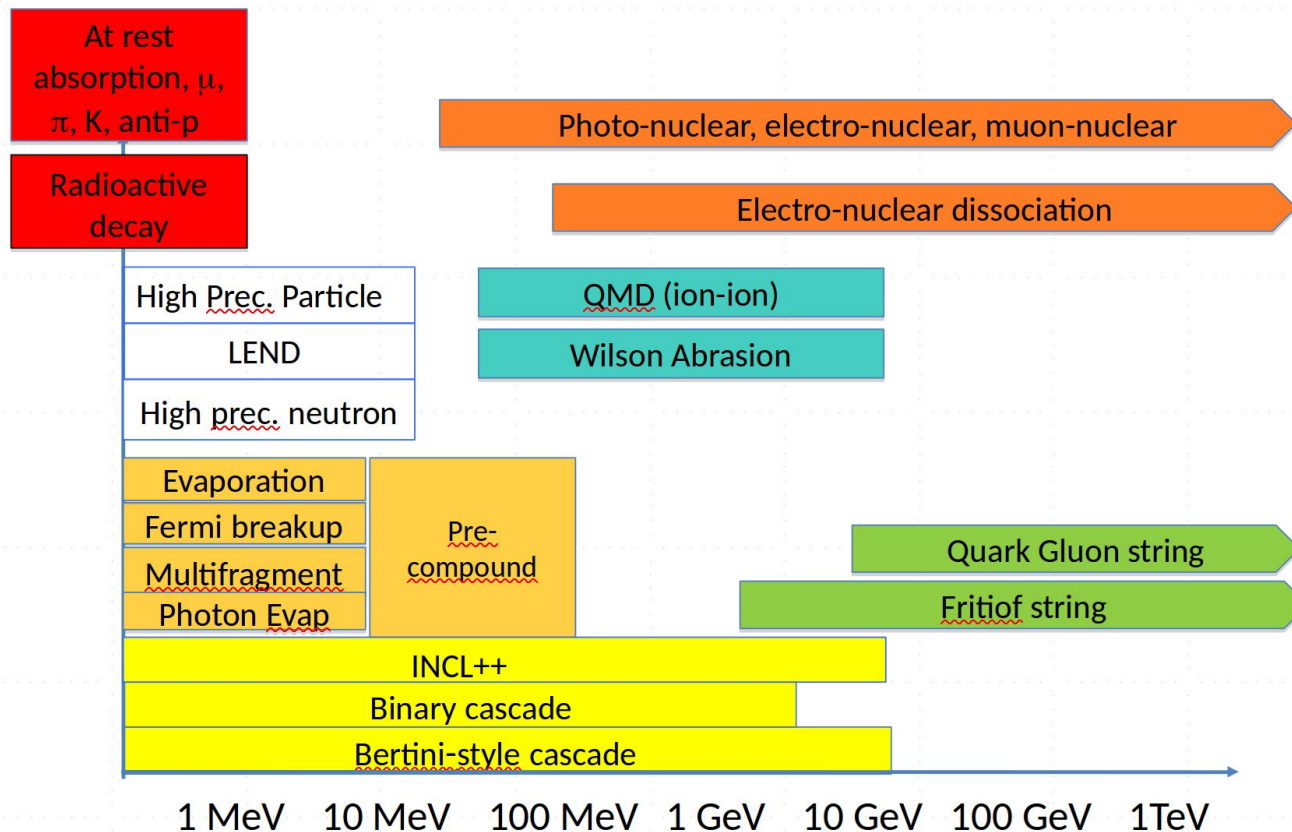 At rest
absorption, μ,
π, K, anti-p
Photo-nuclear, electro-nuclear, muon-nuclear
Radioactive
decay
Electro-nuclear dissociation
High Prec. Particle
QMD (ion-ion)
LEND
Wilson Abrasion
High prec. neutron
Evaporation
Fermi breakup
Multifragment
Photon Evap
Pre-
compound
Quark Gluon string
Fritiof string
INCL++
Binary cascade
Bertini-style cascade
1 MeV 10 MeV 100 MeV 1 GeV 10 GeV 100 GeV 1TeV